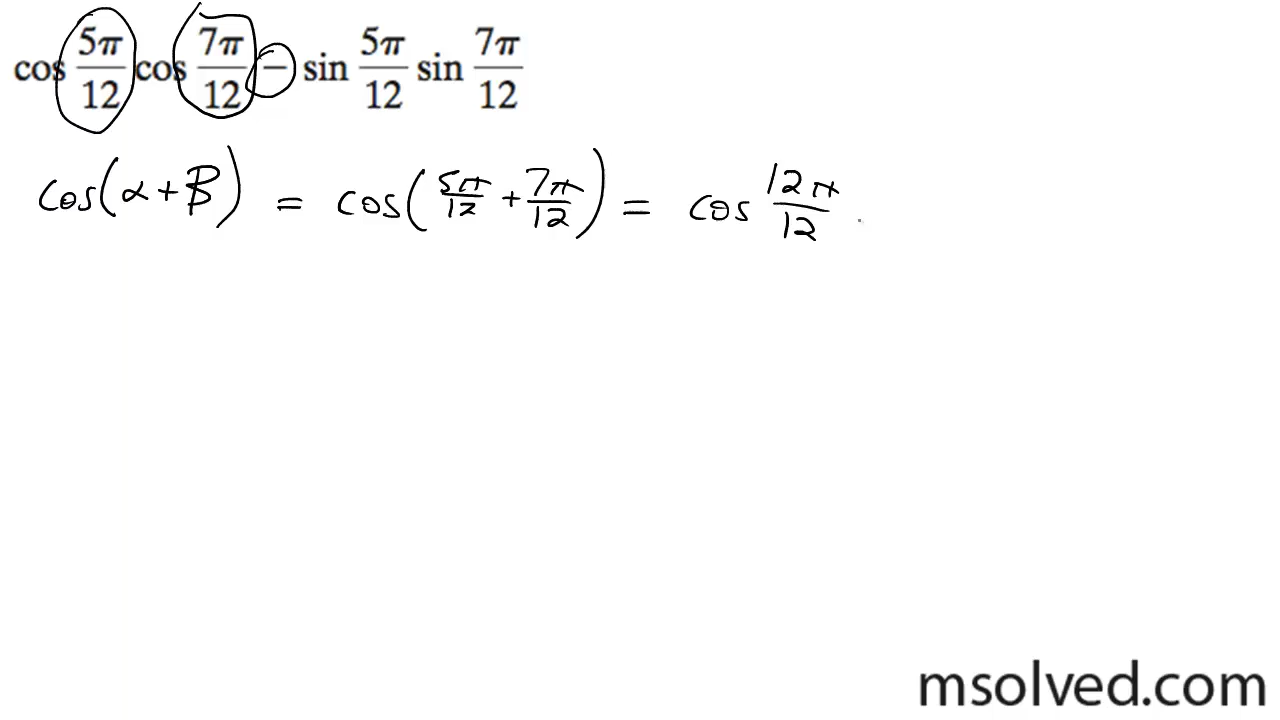 cos 5π/12 cos 7π/12 − sin 5π/12 sin 7π/12
cos(α+β) = cos(5π/12 + 7π/12) = cos 12π/12
msolved.com